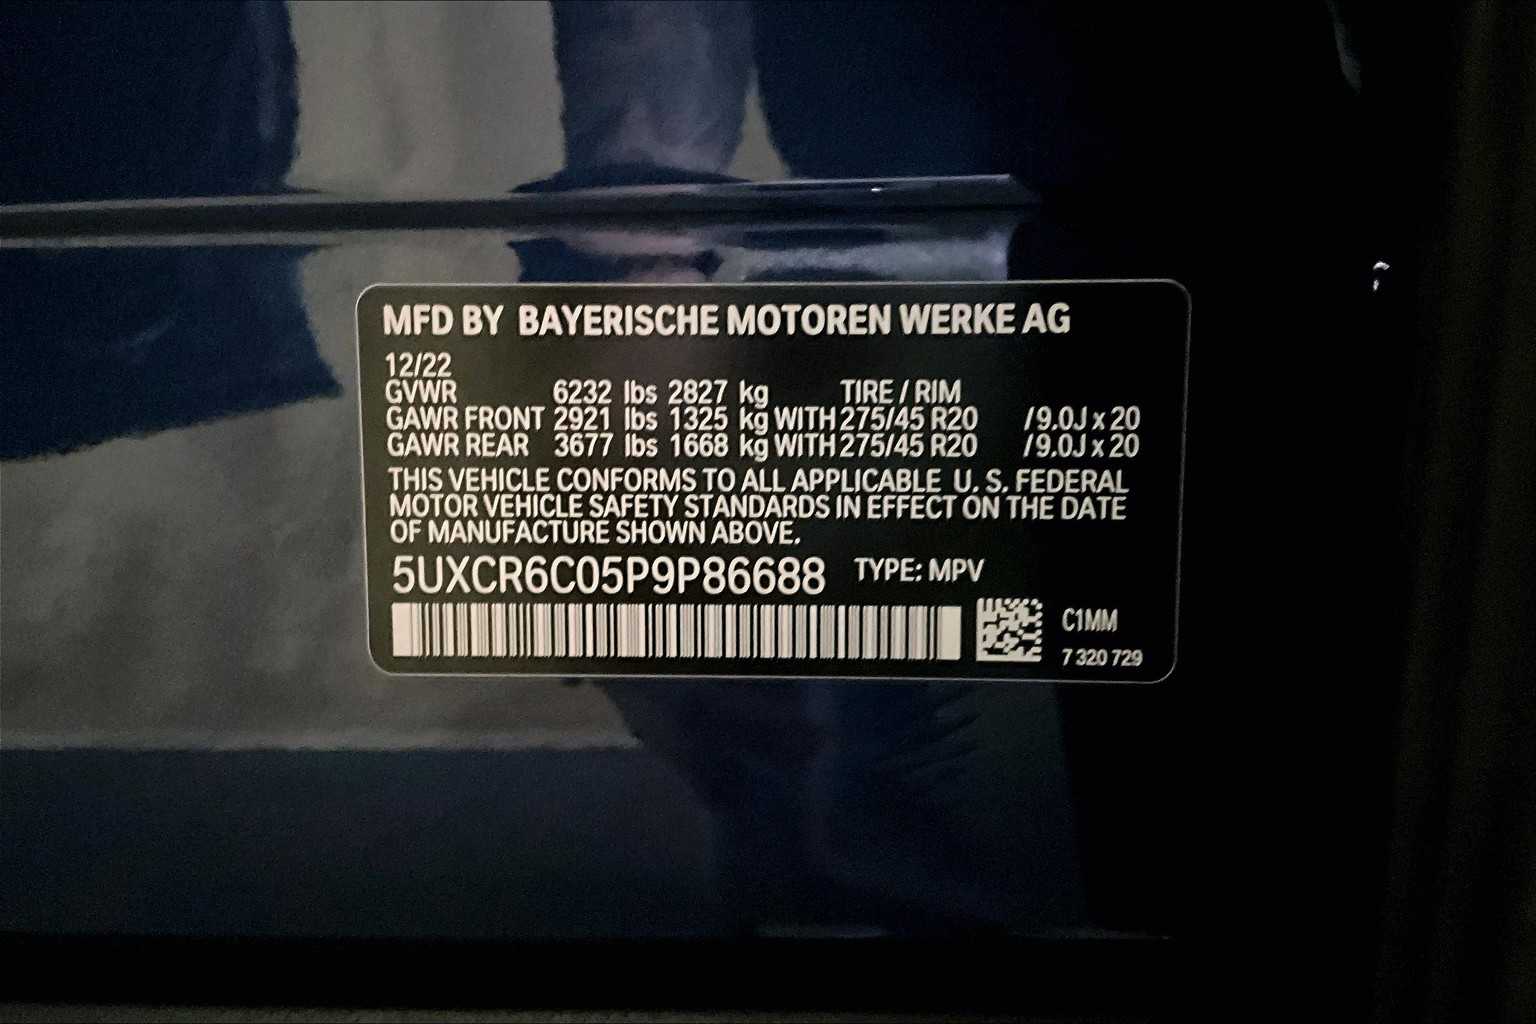 MFD BY BAYERISCHE MOTOREN WERKE AG
12/22
GVWR 6232 lbs 2827 kg TIRE / RIM
GAWR FRONT 2921 lbs 1325 kg WITH 275/45 R20 /9.0J x 20
GAWR REAR 3677 lbs 1668 kg WITH 275/45 R20 /9.0J x 20
THIS VEHICLE CONFORMS TO ALL APPLICABLE U. S. FEDERAL
MOTOR VEHICLE SAFETY STANDARDS IN EFFECT ON THE DATE
OF MANUFACTURE SHOWN ABOVE.
5UXCR6C05P9P86688 TYPE: MPV
C1MM
7 320 729